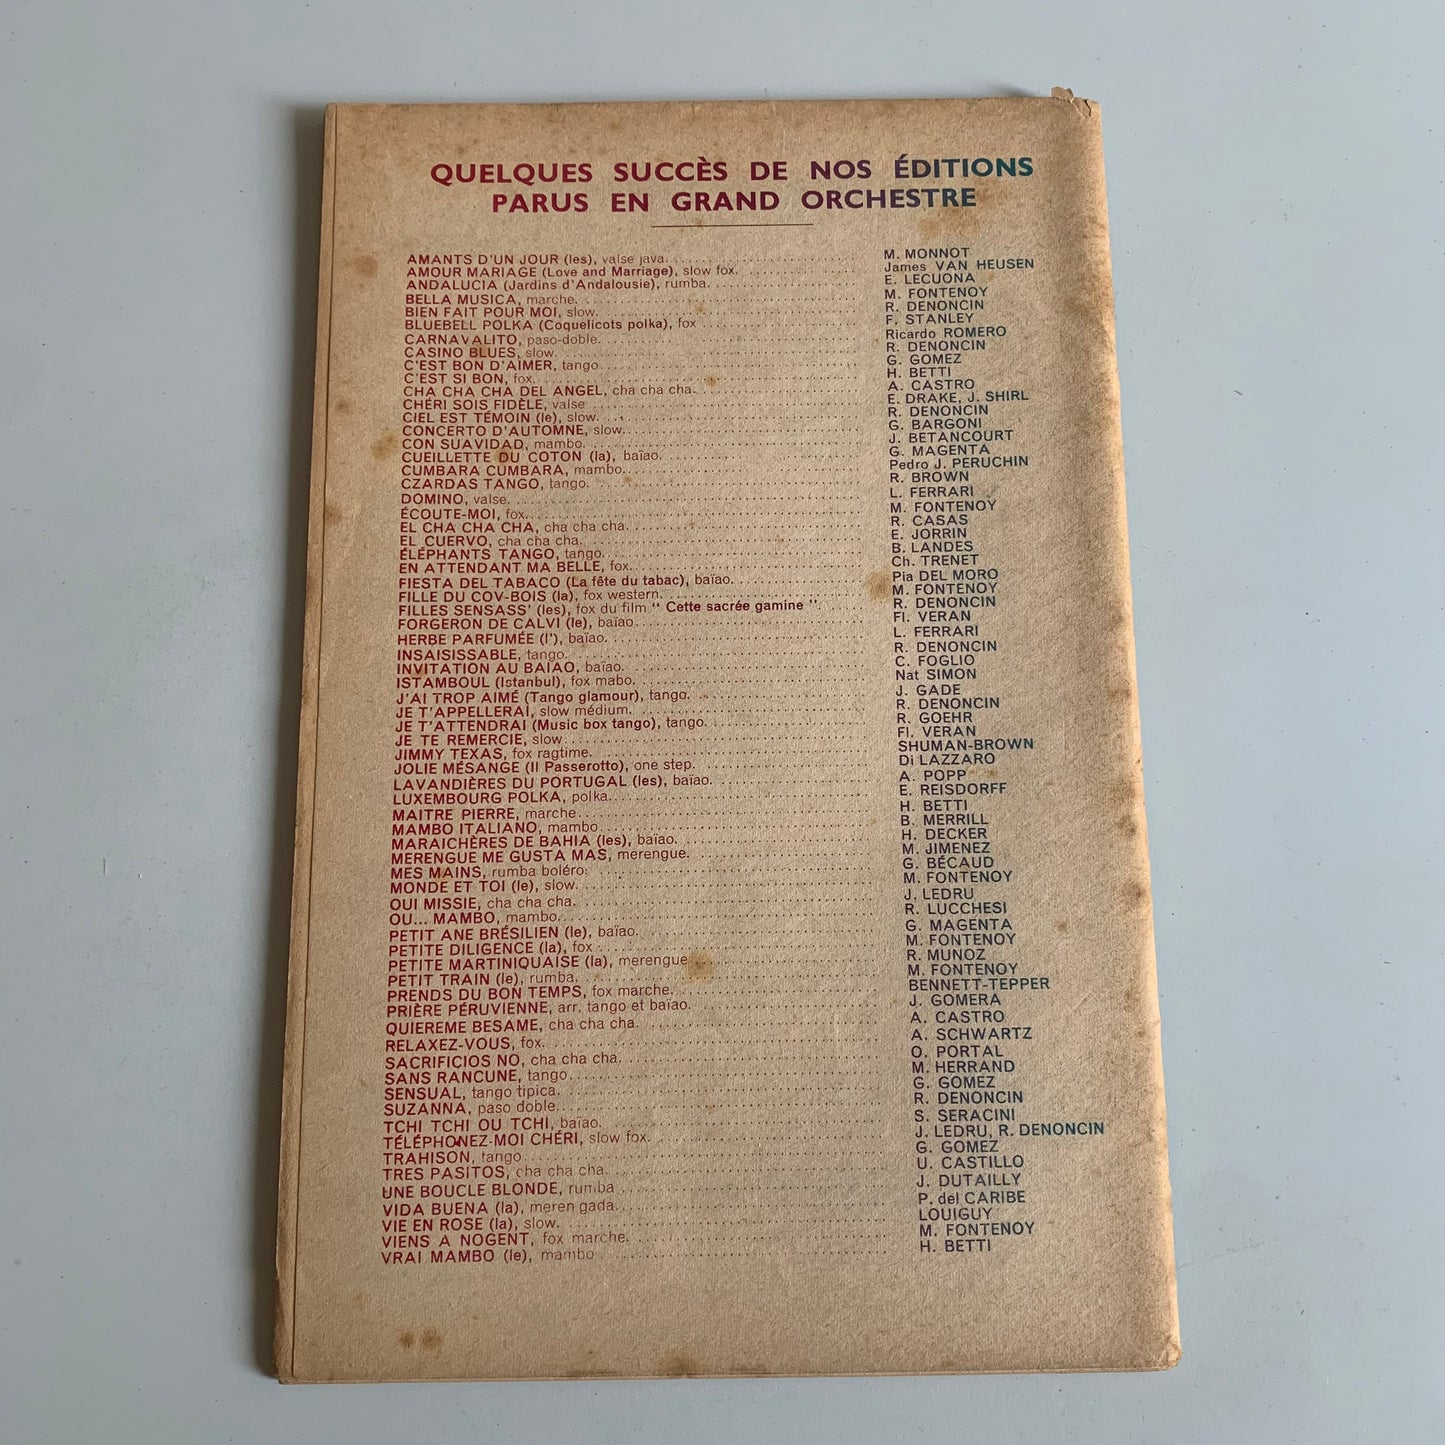 QUELQUES SUCCÈS DE NOS ÉDITIONS
PARUS EN GRAND ORCHESTRE
AMANTS D'UN JOUR (les), valse java. M. MONNOT
AMOUR MARIAGE (Love and Marriage), slow fox. James VAN HEUSEN
ANDALUCIA (Jardins d'Andalousie), rumba. E. LECUONA
BELLA MUSICA, marche. M. FONTENOY
BIEN FAIT POUR MOI, slow. R. DENONCIN
BLUEBELL POLKA (Coquelicots polka), fox F. STANLEY
CARNAVALITO, paso-doble. Ricardo ROMERO
CASINO BLUES, slow. R. DENONCIN
C'EST BON D'AIMER, tango. G. GOMEZ
C'EST SI BON, fox. H. BETTI
CHA CHA CHA DEL ANGEL, cha cha cha. A. CASTRO
CHÉRI SOIS FIDÈLE, valse E. DRAKE, J. SHIRL
CIEL EST TÉMOIN (le), slow. R. DENONCIN
CONCERTO D'AUTOMNE, slow. G. BARGONI
CON SUAVIDAD, mambo. J. BETANCOURT
CUEILLETTE DU COTON (la), baïao. G. MAGENTA
CUMBARA CUMBARA, mambo. Pedro J. PERUCHIN
CZARDAS TANGO, tango. R. BROWN
DOMINO, valse. L. FERRARI
ÉCOUTE-MOI, fox. M. FONTENOY
EL CHA CHA CHA, cha cha cha. R. CASAS
EL CUERVO, cha cha cha. E. JORRIN
ÉLÉPHANTS TANGO, tango. B. LANDES
EN ATTENDANT MA BELLE, fox. Ch. TRENET
FIESTA DEL TABACO (La fête du tabac), baïao. Pia DEL MORO
FILLE DU COV-BOIS (la), fox western. M. FONTENOY
FILLES SENSASS' (les), fox du film " Cette sacrée gamine ". R. DENONCIN
FORGERON DE CALVI (le), baïao Fl. VERAN
HERBE PARFUMÉE (l'), baïao. L. FERRARI
INSAISISSABLE, tango. R. DENONCIN
INVITATION AU BAÏAO, baïao. C. FOGLIO
ISTAMBOUL (Istanbul), fox mabo. Nat SIMON
J'AI TROP AIMÉ (Tango glamour), tango. J. GADE
JE T'APPELLERAI, slow médium. R. DENONCIN
JE T'ATTENDRAI (Music box tango), tango. R. GOEHR
JE TE REMERCIE, slow. Fl. VERAN
JIMMY TEXAS, fox ragtime. SHUMAN-BROWN
JOLIE MÉSANGE (Il Passerotto), one step. Di LAZZARO
LAVANDIÈRES DU PORTUGAL (les), baïao. A. POPP
LUXEMBOURG POLKA, polka. E. REISDORFF
MAITRE PIERRE, marche H. BETTI
MAMBO ITALIANO, mambo. B. MERRILL
MARAICHÈRES DE BAHIA (les), baïao. H. DECKER
MERENGUE ME GUSTA MAS, merengue. M. JIMENEZ
MES MAINS, rumba boléro. G. BÉCAUD
MONDE ET TOI (le), slow. M. FONTENOY
OUI MISSIE, cha cha cha. J. LEDRU
OU... MAMBO, mambo. R. LUCCHESI
PETIT ANE BRÉSILIEN (le), baïao. G. MAGENTA
PETITE DILIGENCE (la), fox M. FONTENOY
PETITE MARTINIQUAISE (la), merengue R. MUNOZ
PETIT TRAIN (le), rumba. M. FONTENOY
PRENDS DU BON TEMPS, fox marche. BENNETT-TEPPER
PRIÈRE PÉRUVIENNE, arr. tango et baïao. J. GOMERA
QUIEREME BESAME, cha cha cha. A. CASTRO
RELAXEZ-VOUS, fox. A. SCHWARTZ
SACRIFICIOS NO, cha cha cha. O. PORTAL
SANS RANCUNE, tango. M. HERRAND
SENSUAL, tango tipica. G. GOMEZ
SUZANNA, paso doble. R. DENONCIN
TCHI TCHI OU TCHI, baïao. S. SERACINI
TÉLÉPHONEZ-MOI CHÉRI, slow fox. J. LEDRU, R. DENONCIN
TRAHISON, tango. G. GOMEZ
TRES PASITOS, cha cha cha. U. CASTILLO
UNE BOUCLE BLONDE, rumba J. DUTAILLY
VIDA BUENA (la), meren gada. P. del CARIBE
VIE EN ROSE (la), slow. LOUIGUY
VIENS A NOGENT, fox marche. M. FONTENOY
VRAI MAMBO (le), mambo H. BETTI